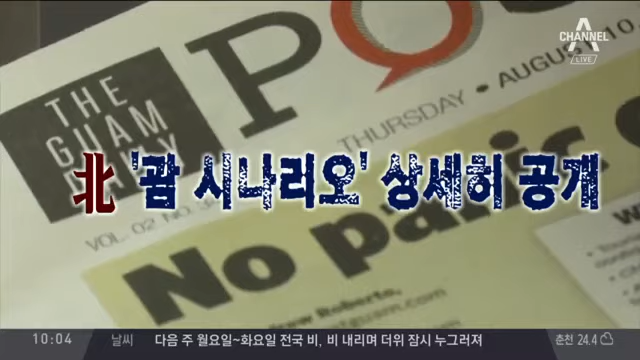 CHANNEL A
LIVE
THE
GUAM
DAILY
PO
THURSDAY • AUGUST 10
北 '괌 시나리오' 상세히 공개
VOL. 02 NO.
No panic
Roberto,
10:04 날씨 다음 주 월요일~화요일 전국 비, 비 내리며 더위 잠시 누그러져 춘천 24.4